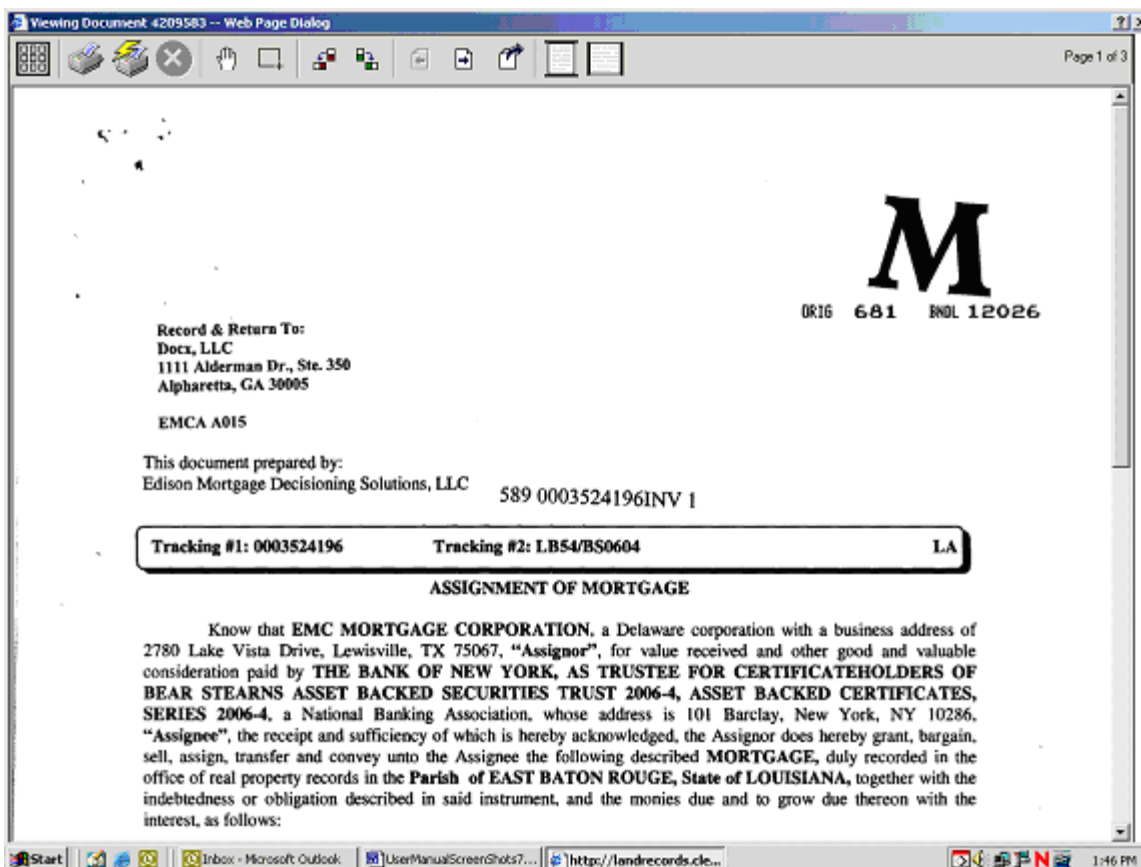 Viewing Document 4209583 -- Web Page Dialog
Page 1 of 3
M
ORIG 681 BNDL 12026
Record & Return To:
Docx, LLC
1111 Alderman Dr., Ste. 350
Alpharetta, GA 30005
EMCA A015
This document prepared by:
Edison Mortgage Decisioning Solutions, LLC
589 0003524196INV 1
Tracking #1: 0003524196 Tracking #2: LB54/BS0604 LA
ASSIGNMENT OF MORTGAGE
Know that EMC MORTGAGE CORPORATION, a Delaware corporation with a business address of
2780 Lake Vista Drive, Lewisville, TX 75067, “Assignor”, for value received and other good and valuable
consideration paid by THE BANK OF NEW YORK, AS TRUSTEE FOR CERTIFICATEHOLDERS OF
BEAR STEARNS ASSET BACKED SECURITIES TRUST 2006-4, ASSET BACKED CERTIFICATES,
SERIES 2006-4, a National Banking Association, whose address is 101 Barclay, New York, NY 10286,
“Assignee”, the receipt and sufficiency of which is hereby acknowledged, the Assignor does hereby grant, bargain,
sell, assign, transfer and convey unto the Assignee the following described MORTGAGE, duly recorded in the
office of real property records in the Parish of EAST BATON ROUGE, State of LOUISIANA, together with the
indebtedness or obligation described in said instrument, and the monies due and to grow due thereon with the
interest, as follows:
Start Inbox - Microsoft Outlook UserManualScreenShots7... http://landrecords.cle... N 1:46 PM